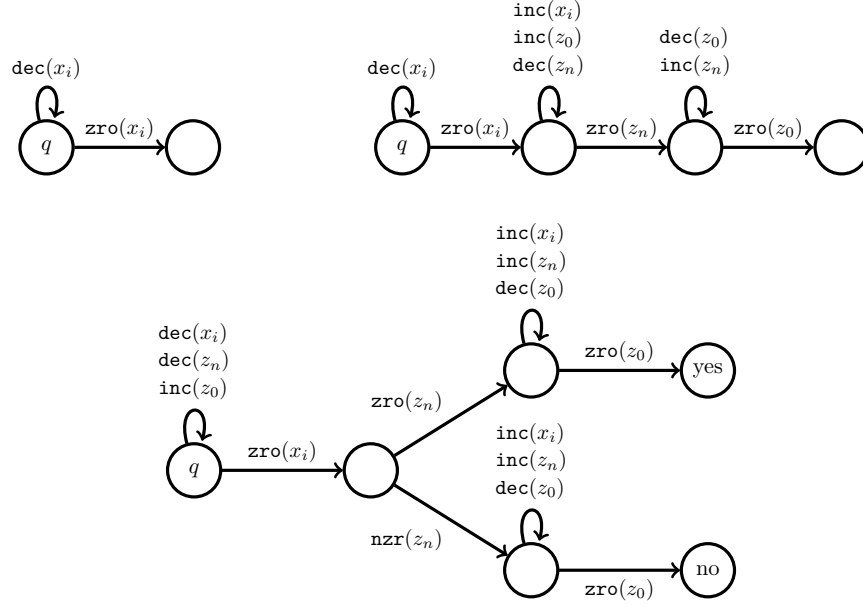 dec(x_i)
q
zro(x_i)
dec(x_i)
q
zro(x_i)
inc(x_i)
inc(z_0)
dec(z_n)
zro(z_n)
dec(z_0)
inc(z_n)
zro(z_0)
dec(x_i)
dec(z_n)
inc(z_0)
q
zro(x_i)
zro(z_n)
inc(x_i)
inc(z_n)
dec(z_0)
zro(z_0)
yes
nzr(z_n)
inc(x_i)
inc(z_n)
dec(z_0)
zro(z_0)
no